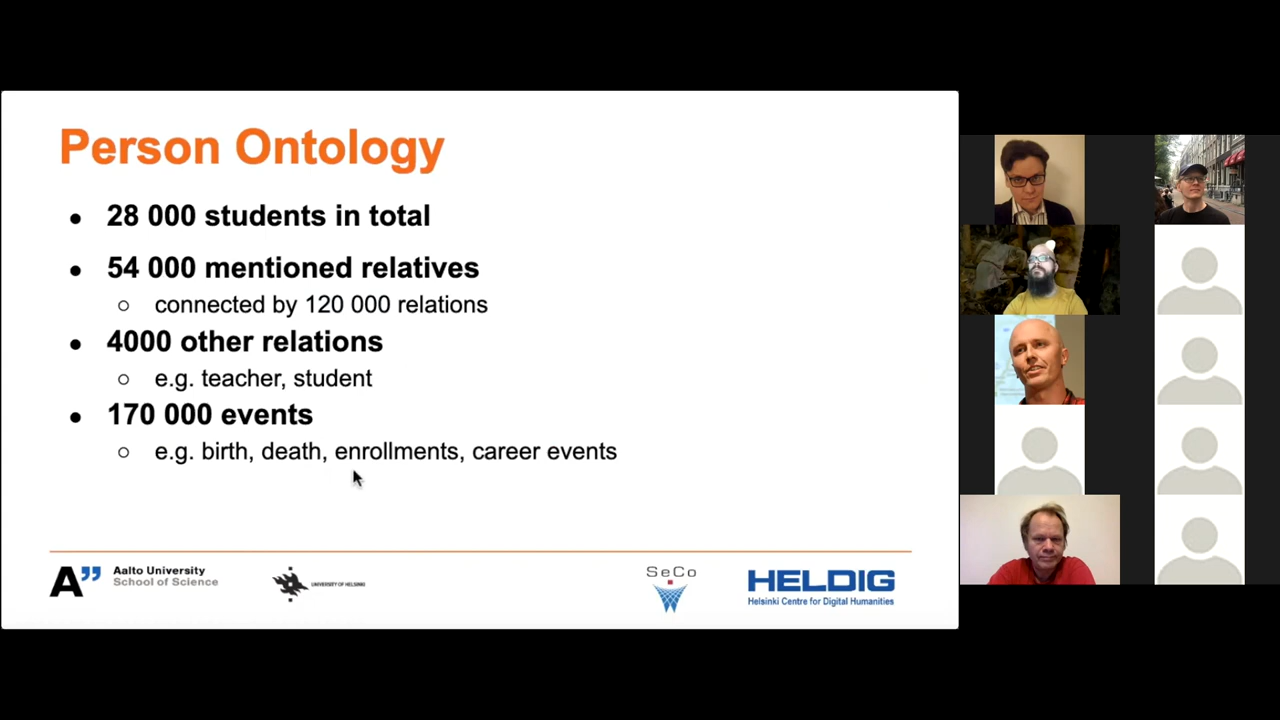 Person Ontology
● 28 000 students in total
● 54 000 mentioned relatives
○ connected by 120 000 relations
● 4000 other relations
○ e.g. teacher, student
● 170 000 events
○ e.g. birth, death, enrollments, career events
A”
Aalto University
School of Science
UNIVERSITY OF HELSINKI
SeCo
HELDIG
Helsinki Centre for Digital Humanities